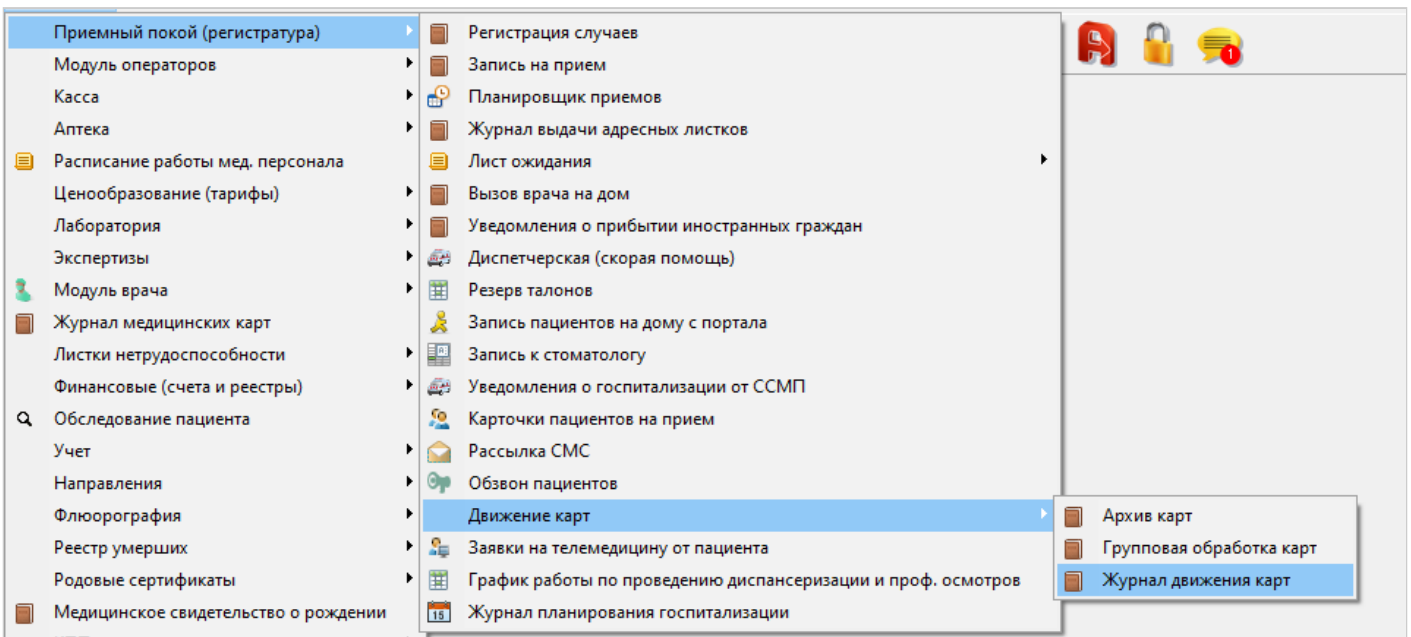 Приемный покой (регистратура)
Модуль операторов
Касса
Аптека
Расписание работы мед. персонала
Ценообразование (тарифы)
Лаборатория
Экспертизы
Модуль врача
Журнал медицинских карт
Листки нетрудоспособности
Финансовые (счета и реестры)
Обследование пациента
Учет
Направления
Флюорография
Реестр умерших
Родовые сертификаты
Медицинское свидетельство о рождении
Регистрация случаев
Запись на прием
Планировщик приемов
Журнал выдачи адресных листков
Лист ожидания
Вызов врача на дом
Уведомления о прибытии иностранных граждан
Диспетчерская (скорая помощь)
Резерв талонов
Запись пациентов на дому с портала
Запись к стоматологу
Уведомления о госпитализации от ССМП
Карточки пациентов на прием
Рассылка СМС
Обзвон пациентов
Движение карт
Заявки на телемедицину от пациента
График работы по проведению диспансеризации и проф. осмотров
15
Журнал планирования госпитализации
Архив карт
Групповая обработка карт
Журнал движения карт
1